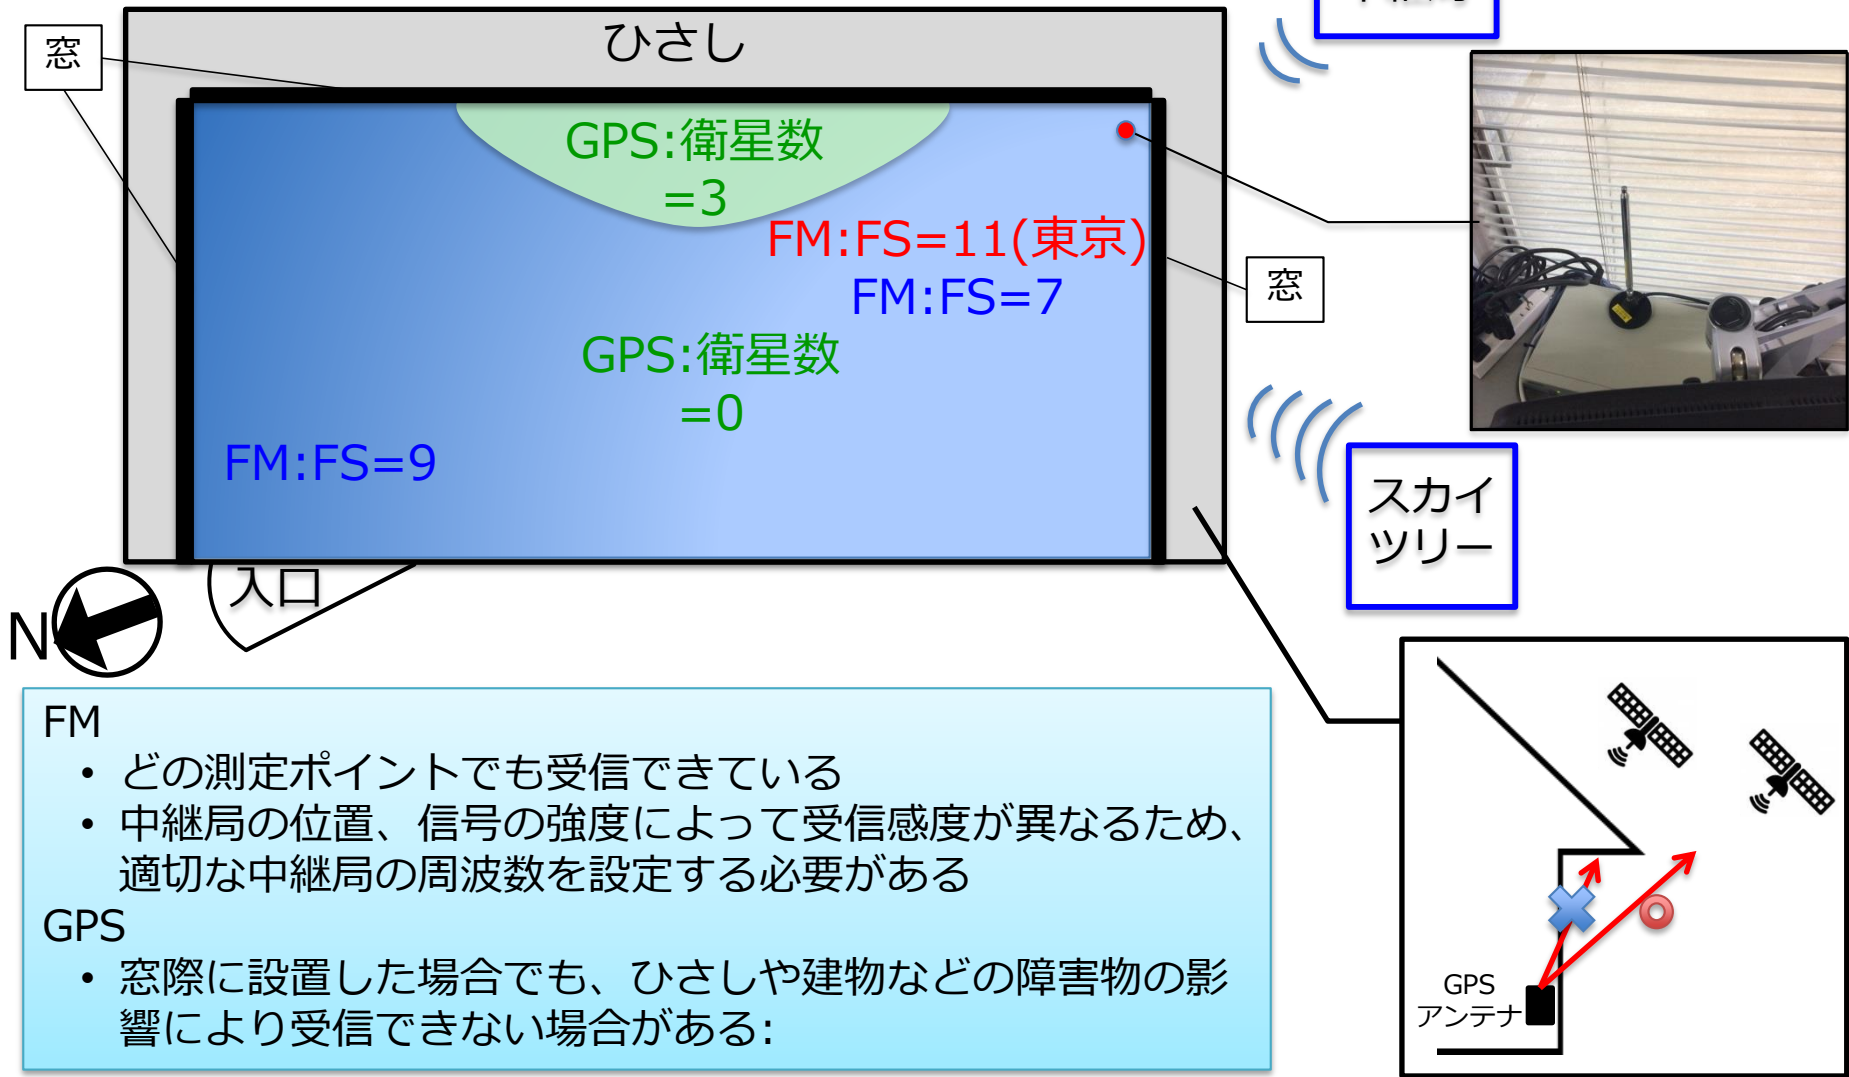 ひさし
窓
GPS:衛星数
=3
FM:FS=11(東京)
FM:FS=7
窓
GPS:衛星数
=0
FM:FS=9
スカイ
ツリー
入口
N
FM
• どの測定ポイントでも受信できている
• 中継局の位置、信号の強度によって受信感度が異なるため、
適切な中継局の周波数を設定する必要がある
GPS
• 窓際に設置した場合でも、ひさしや建物などの障害物の影
響により受信できない場合がある:
GPS
アンテナ